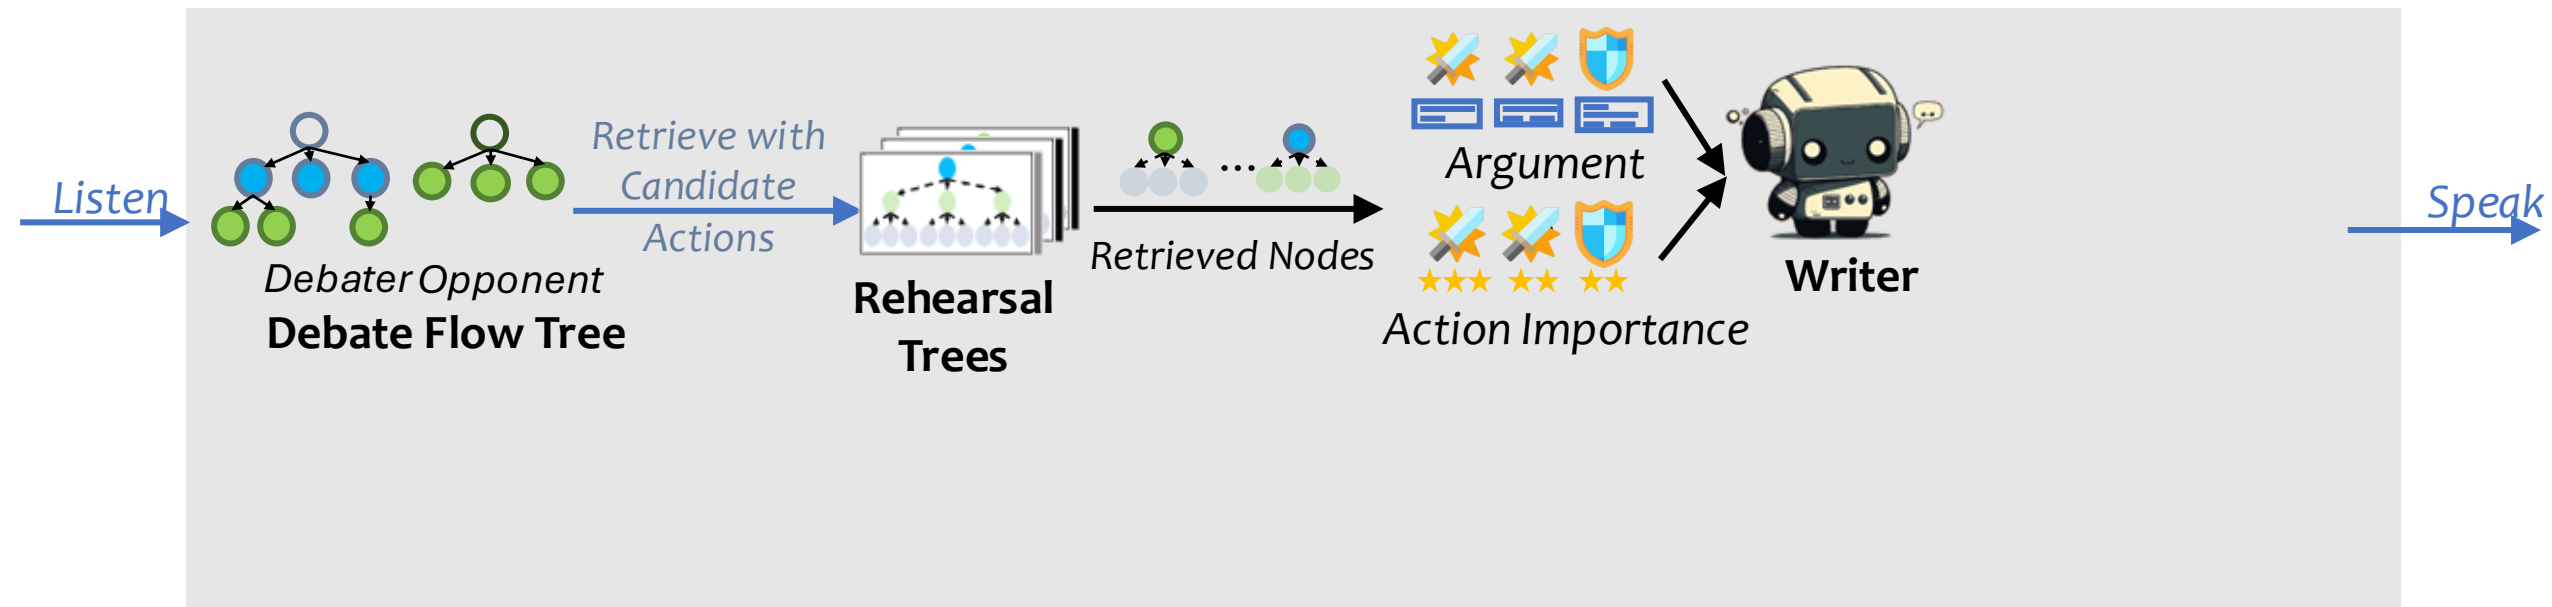 Listen
Debater Opponent
Debate Flow Tree
Retrieve with
Candidate
Actions
Rehearsal
Trees
...
Retrieved Nodes
Argument
Action Importance
Writer
Speak